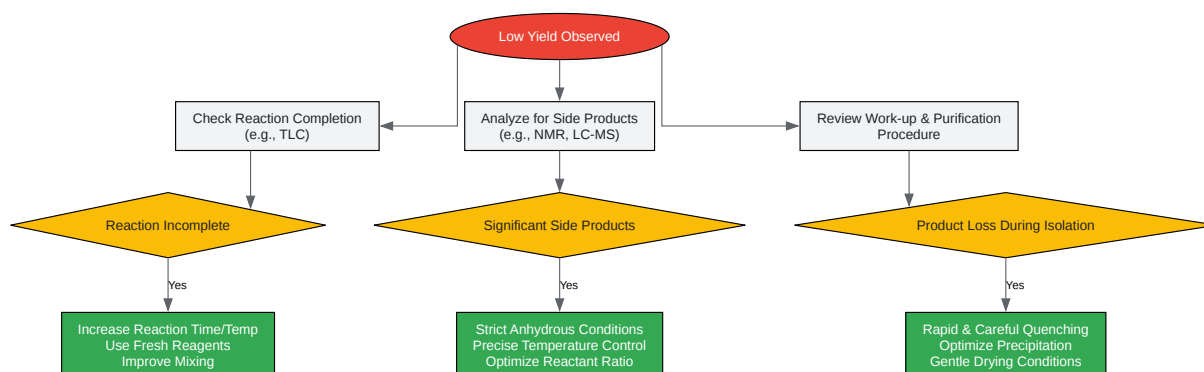 Low Yield Observed
Check Reaction Completion
(e.g., TLC)
Analyze for Side Products
(e.g., NMR, LC-MS)
Review Work-up & Purification
Procedure
Reaction Incomplete
Significant Side Products
Product Loss During Isolation
Yes
Yes
Yes
Increase Reaction Time/Temp
Use Fresh Reagents
Improve Mixing
Strict Anhydrous Conditions
Precise Temperature Control
Optimize Reactant Ratio
Rapid & Careful Quenching
Optimize Precipitation
Gentle Drying Conditions